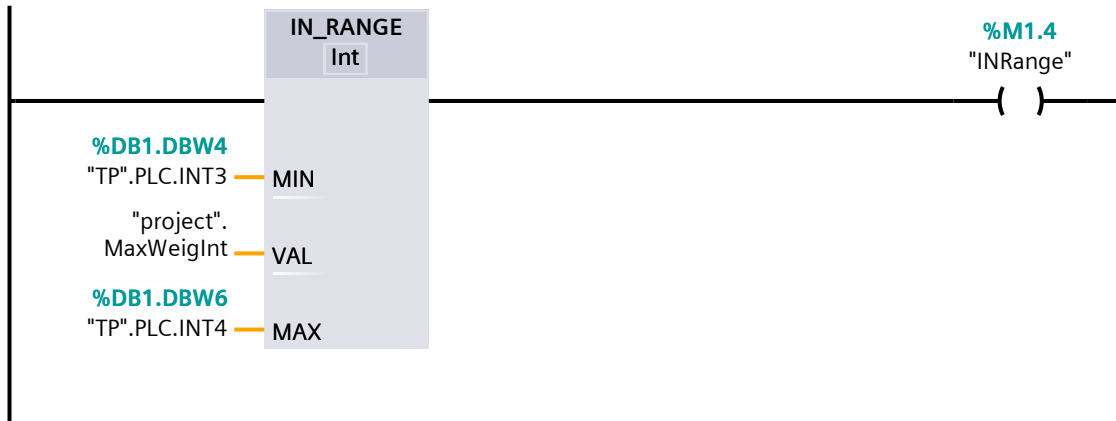 IN_RANGE
Int
%M1.4
"INRange"
%DB1.DBW4
"TP".PLC.INT3
MIN
"project".
MaxWeigInt
VAL
%DB1.DBW6
"TP".PLC.INT4
MAX